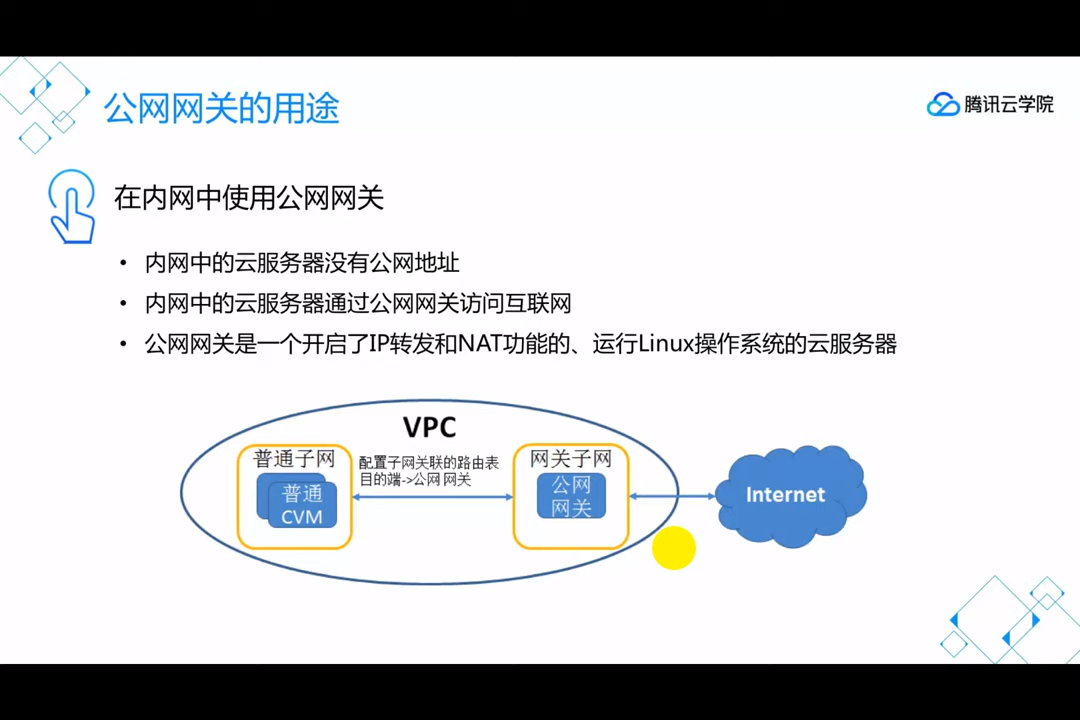 公网网关的用途
腾讯云学院
在内网中使用公网网关
• 内网中的云服务器没有公网地址
• 内网中的云服务器通过公网网关访问互联网
• 公网网关是一个开启了IP转发和NAT功能的、运行Linux操作系统的云服务器
VPC
普通子网
配置子网关联的路由表
目的端->公网网关
网关子网
普通
CVM
公网
网关
Internet